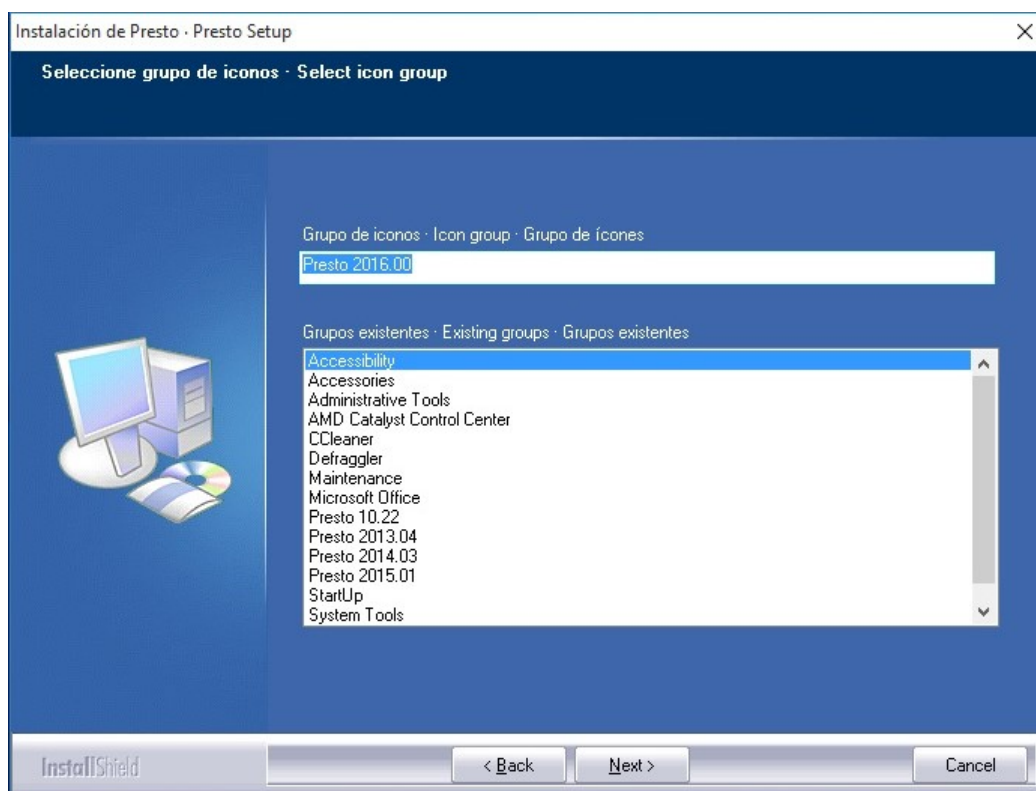 Instalación de Presto · Presto Setup
Seleccione grupo de iconos · Select icon group
Grupo de iconos · Icon group · Grupo de ícones
Presto 2016.00
Grupos existentes · Existing groups · Grupos existentes
Accessibility
Accessories
Administrative Tools
AMD Catalyst Control Center
CCleaner
Defraggler
Maintenance
Microsoft Office
Presto 10.22
Presto 2013.04
Presto 2014.03
Presto 2015.01
StartUp
System Tools
InstallShield
< Back
Next >
Cancel